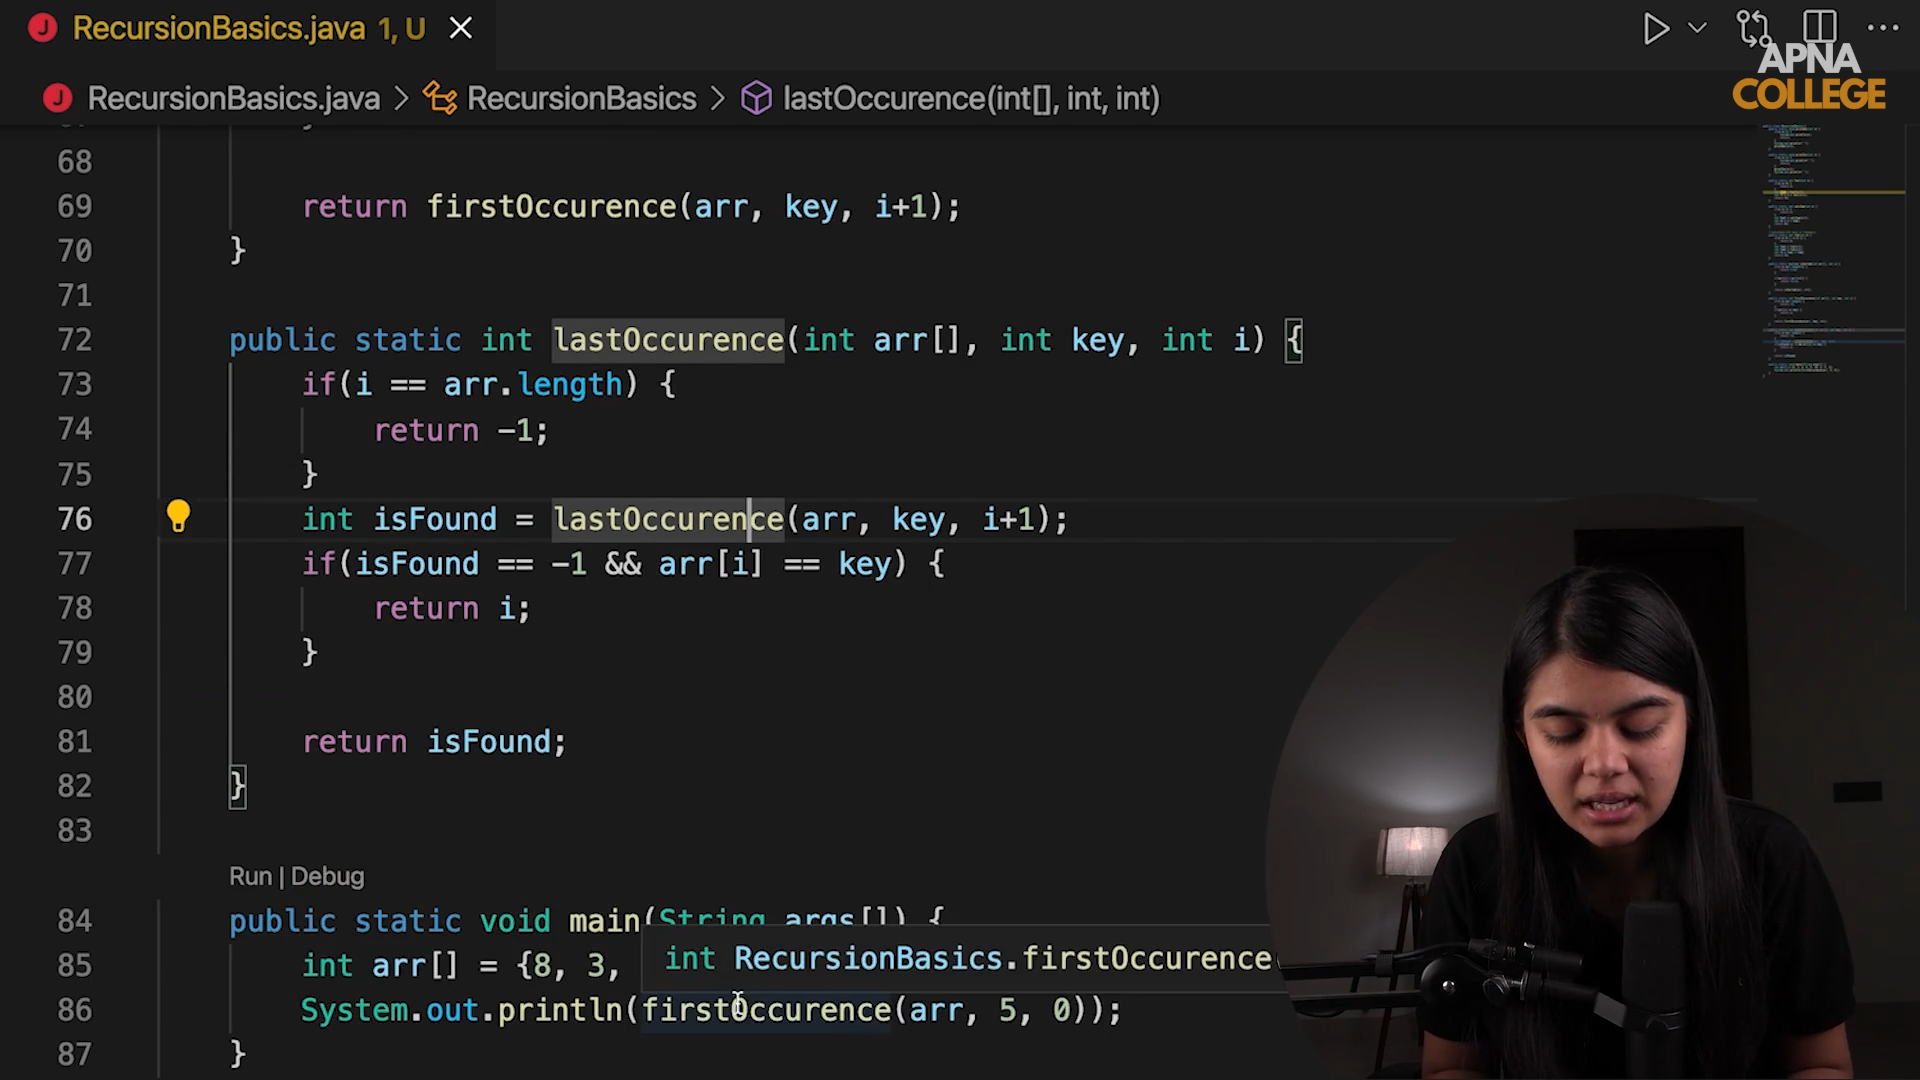 RecursionBasics.java 1, U
APNA
COLLEGE
RecursionBasics.java > RecursionBasics > lastOccurence(int[], int, int)
68
69 return firstOccurence(arr, key, i+1);
70 }
71
72 public static int lastOccurence(int arr[], int key, int i) {
73 if(i == arr.length) {
74 return -1;
75 }
76 int isFound = lastOccurence(arr, key, i+1);
77 if(isFound == -1 && arr[i] == key) {
78 return i;
79 }
80
81 return isFound;
82 }
83
Run | Debug
84 public static void main(String args[]) {
85 int arr[] = {8, 3,
int RecursionBasics.firstOccurence
86 System.out.println(firstOccurence(arr, 5, 0));
87 }